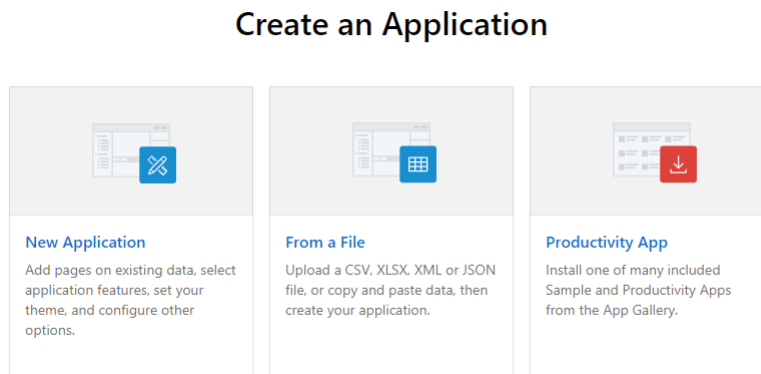 Create an Application
New Application
Add pages on existing data, select
application features, set your
theme, and configure other
options.
From a File
Upload a CSV, XLSX, XML or JSON
file, or copy and paste data, then
create your application.
Productivity App
Install one of many included
Sample and Productivity Apps
from the App Gallery.